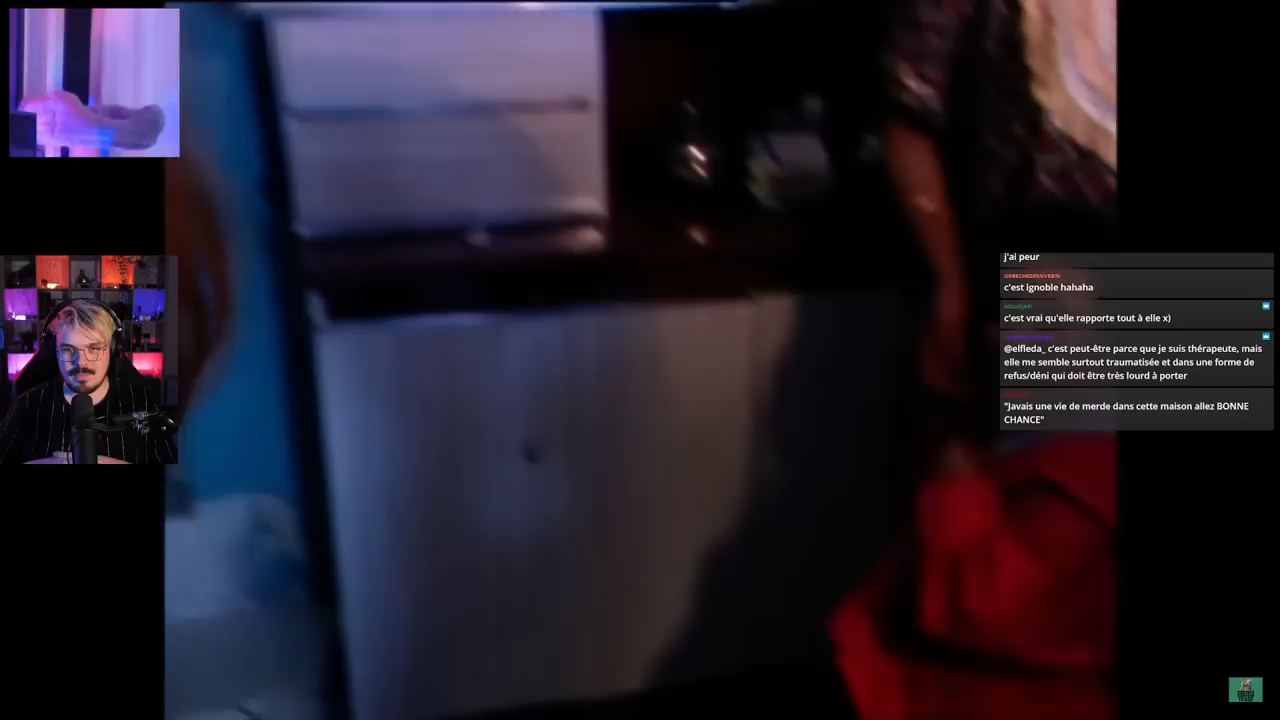 j'ai peur
c'est ignoble hahaha
c'est vrai qu'elle rapporte tout à elle x)
@elfleda_ c'est peut-être parce que je suis thérapeute, mais
elle me semble surtout traumatisée et dans une forme de
refus/déni qui doit être très lourd à porter
"Javais une vie de merde dans cette maison allez BONNE
CHANCE"